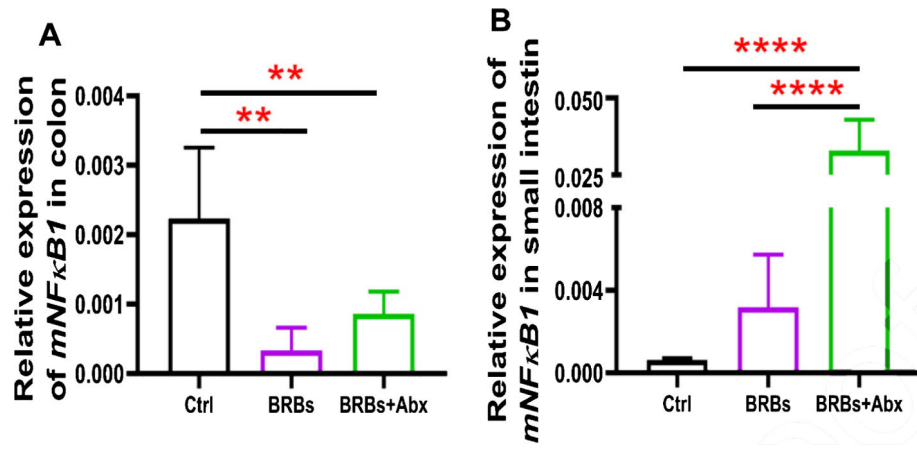 A
Relative expression
of mNFκB1 in colon
**
**
0.004
0.003
0.002
0.001
0.000
Ctrl
BRBs
BRBs+Abx
B
Relative expression of
mNFκB1 in small intestin
****
****
0.050
0.025
0.008
0.004
0.000
Ctrl
BRBs
BRBs+Abx